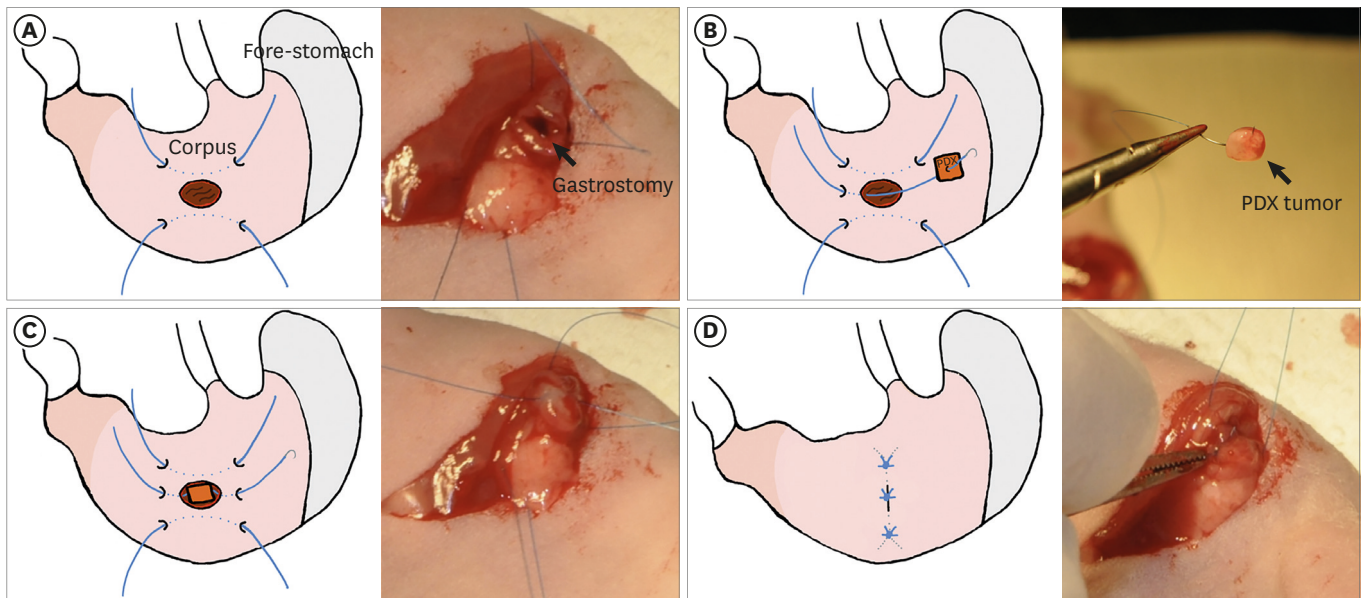 A
Fore-stomach
Corpus
Gastrostomy
B
PDX
PDX tumor
C
D